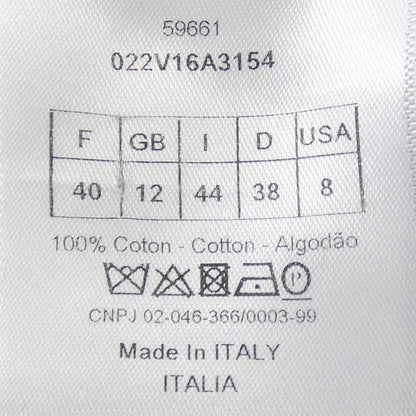 59661
022V16A3154
F GB I D USA
40 12 44 38 8
100% Coton - Cotton - Algodão
P
CNPJ 02-046-366/0003-99
Made In ITALY
ITALIA